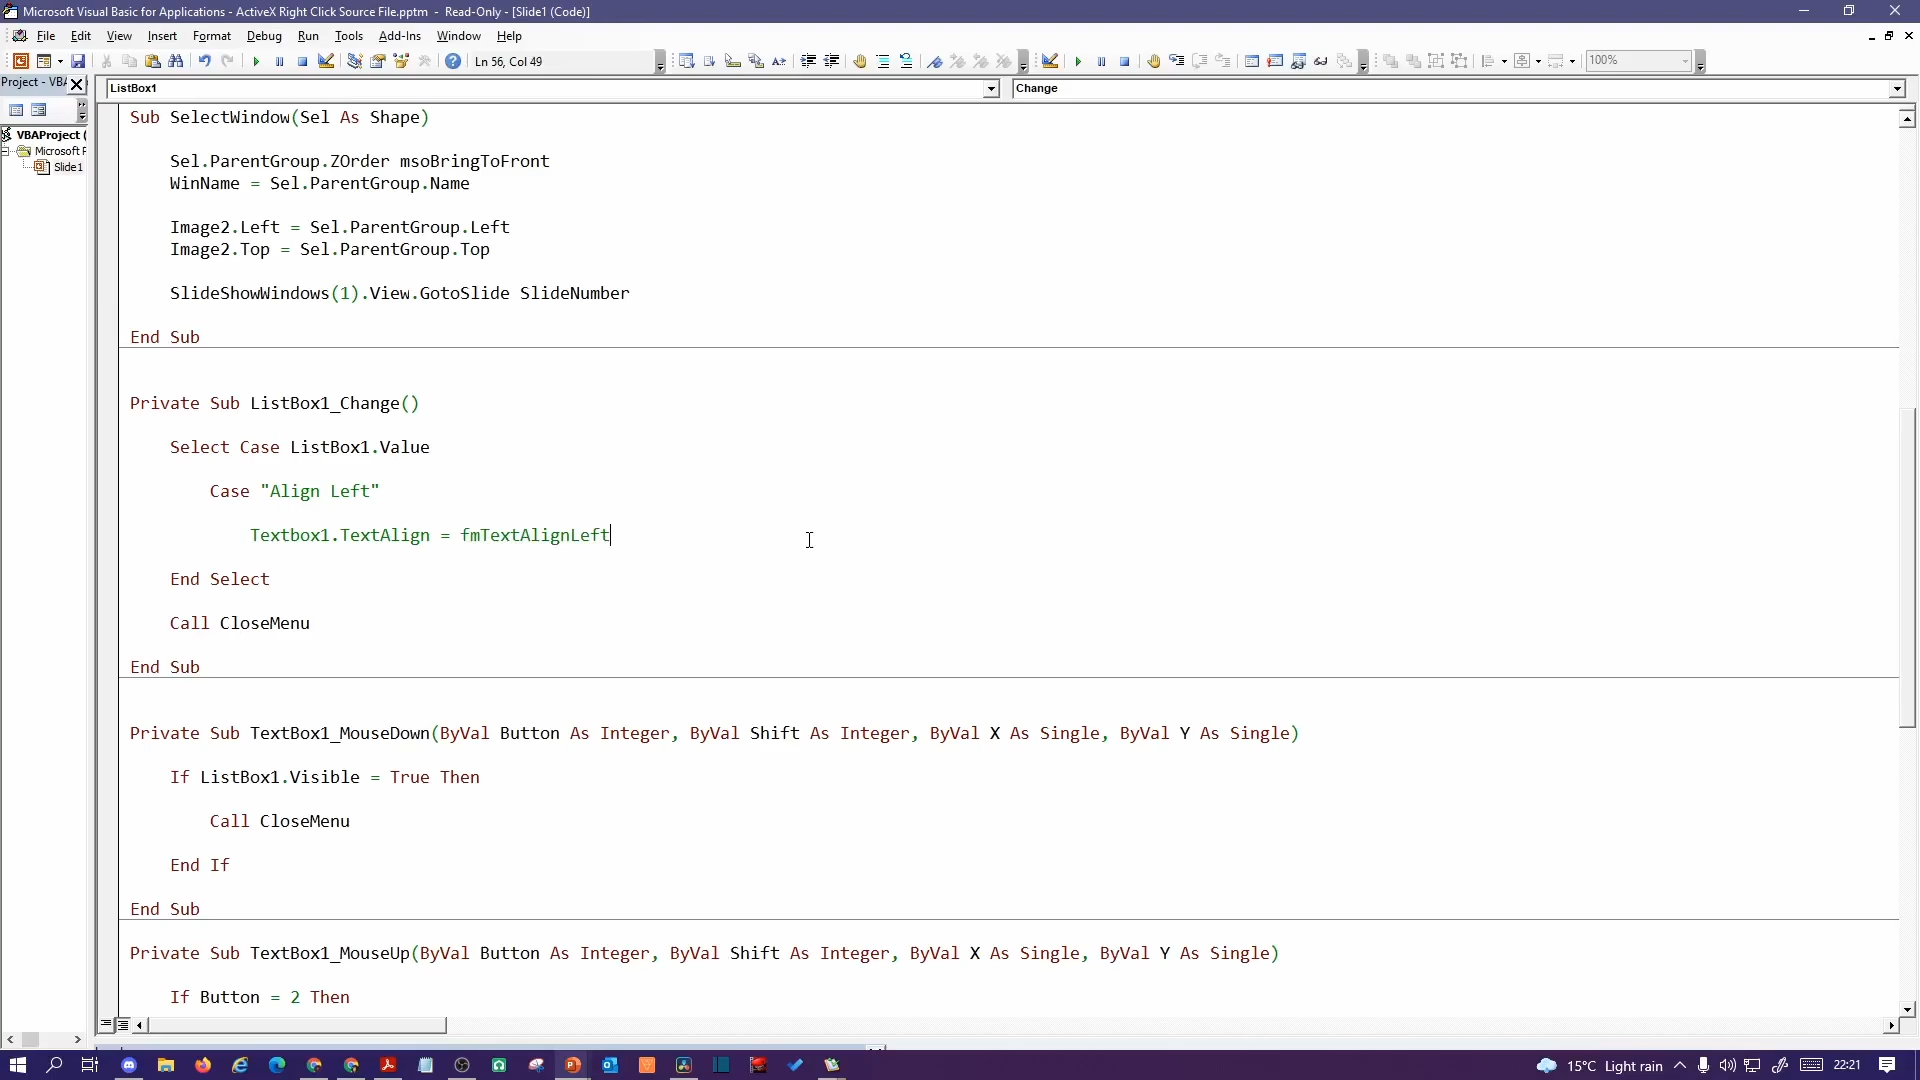 Microsoft Visual Basic for Applications - ActiveX Right Click Source File.pptm - Read-Only - [Slide1 (Code)]
File Edit View Insert Format Debug Run Tools Add-Ins Window Help
Ln 56, Col 49
100%
Project - VBA
ListBox1
Change
VBAProject (
Microsoft P
Slide1
Sub SelectWindow(Sel As Shape)
Sel.ParentGroup.ZOrder msoBringToFront
WinName = Sel.ParentGroup.Name
Image2.Left = Sel.ParentGroup.Left
Image2.Top = Sel.ParentGroup.Top
SlideShowWindows(1).View.GotoSlide SlideNumber
End Sub
Private Sub ListBox1_Change()
Select Case ListBox1.Value
Case "Align Left"
Textbox1.TextAlign = fmTextAlignLeft
End Select
Call CloseMenu
End Sub
Private Sub TextBox1_MouseDown(ByVal Button As Integer, ByVal Shift As Integer, ByVal X As Single, ByVal Y As Single)
If ListBox1.Visible = True Then
Call CloseMenu
End If
End Sub
Private Sub TextBox1_MouseUp(ByVal Button As Integer, ByVal Shift As Integer, ByVal X As Single, ByVal Y As Single)
If Button = 2 Then
15°C Light rain
22:21